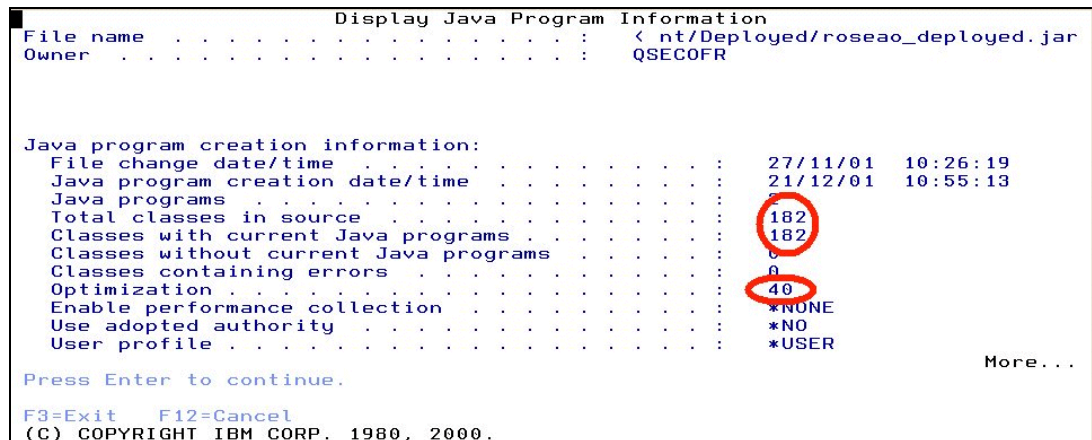 Display Java Program Information
File name . . . . . . . . . . . . . . . . : < nt/Deployed/roseao_deployed.jar
Owner . . . . . . . . . . . . . . . . . : QSECOFR
Java program creation information:
File change date/time . . . . . . . . . . . . . : 27/11/01 10:26:19
Java program creation date/time . . . . . . . . : 21/12/01 10:55:13
Java programs . . . . . . . . . . . . . . . . . :
Total classes in source . . . . . . . . . . . . : 182
Classes with current Java programs . . . . . . . : 182
Classes without current Java programs . . . . . : 0
Classes containing errors . . . . . . . . . . . : 0
Optimization . . . . . . . . . . . . . . . . . . : 40
Enable performance collection . . . . . . . . . : *NONE
Use adopted authority . . . . . . . . . . . . . : *NO
User profile . . . . . . . . . . . . . . . . . . : *USER
More...
Press Enter to continue.
F3=Exit F12=Cancel
(C) COPYRIGHT IBM CORP. 1980, 2000.